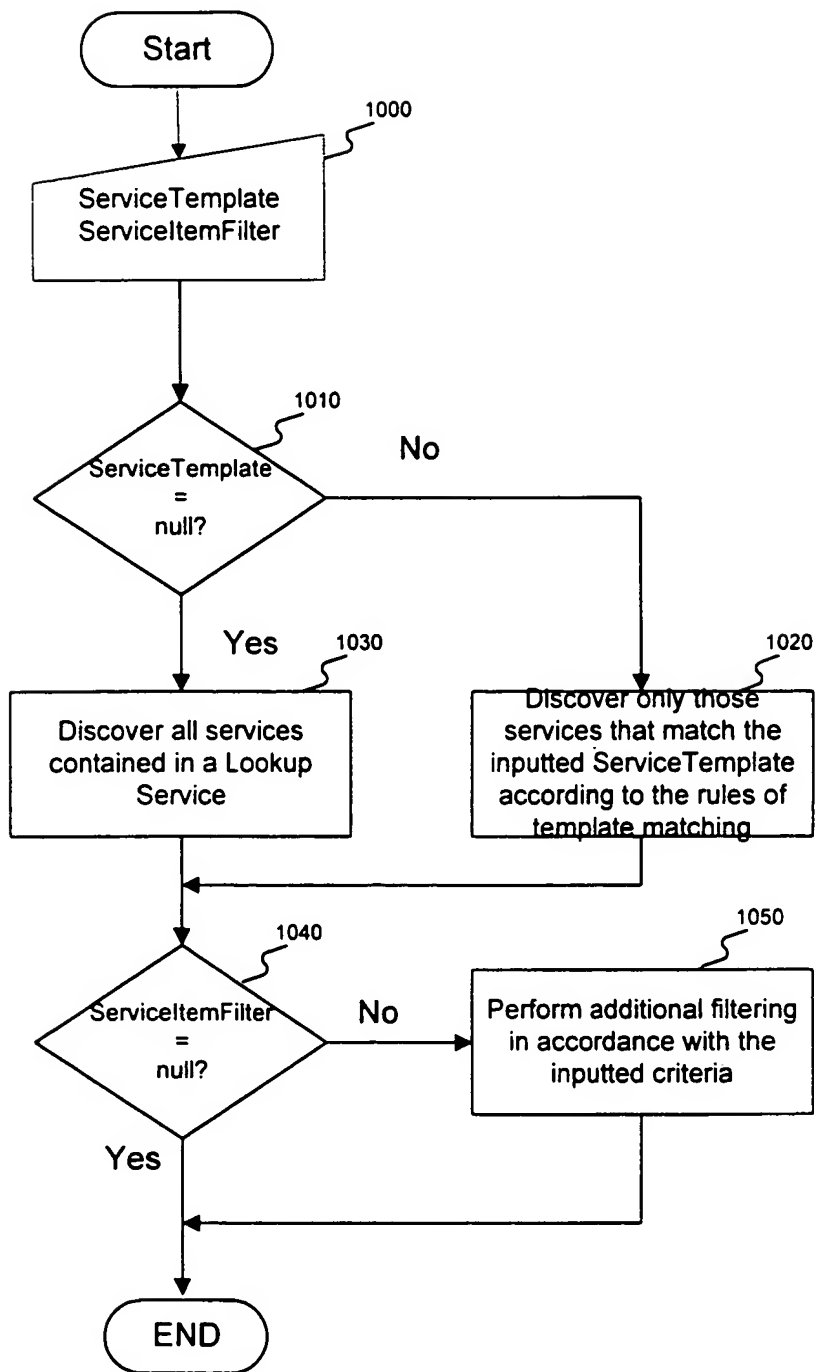 Start
1000
ServiceTemplate
ServiceItemFilter
1010
ServiceTemplate
=
null?
No
Yes
1030
Discover all services
contained in a Lookup
Service
1020
Discover only those
services that match the
inputted ServiceTemplate
according to the rules of
template matching
1040
ServiceItemFilter
=
null?
No
1050
Perform additional filtering
in accordance with the
inputted criteria
Yes
END